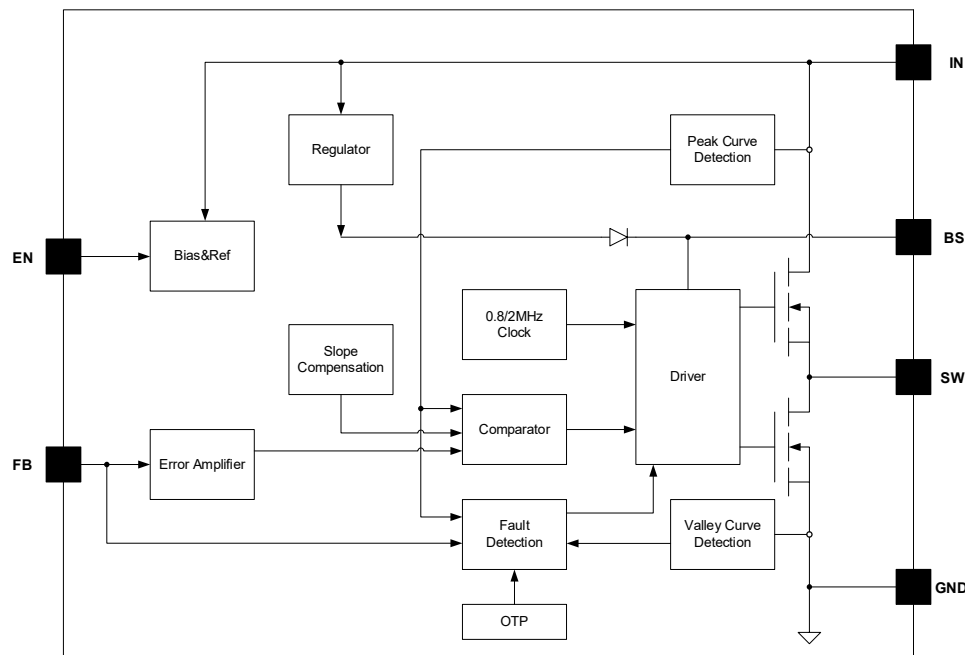 IN
Regulator
Peak Curve
Detection
EN
Bias&Ref
BS
0.8/2MHz
Clock
Slope
Compensation
Driver
SW
Comparator
FB
Error Amplifier
Fault
Detection
Valley Curve
Detection
GND
OTP